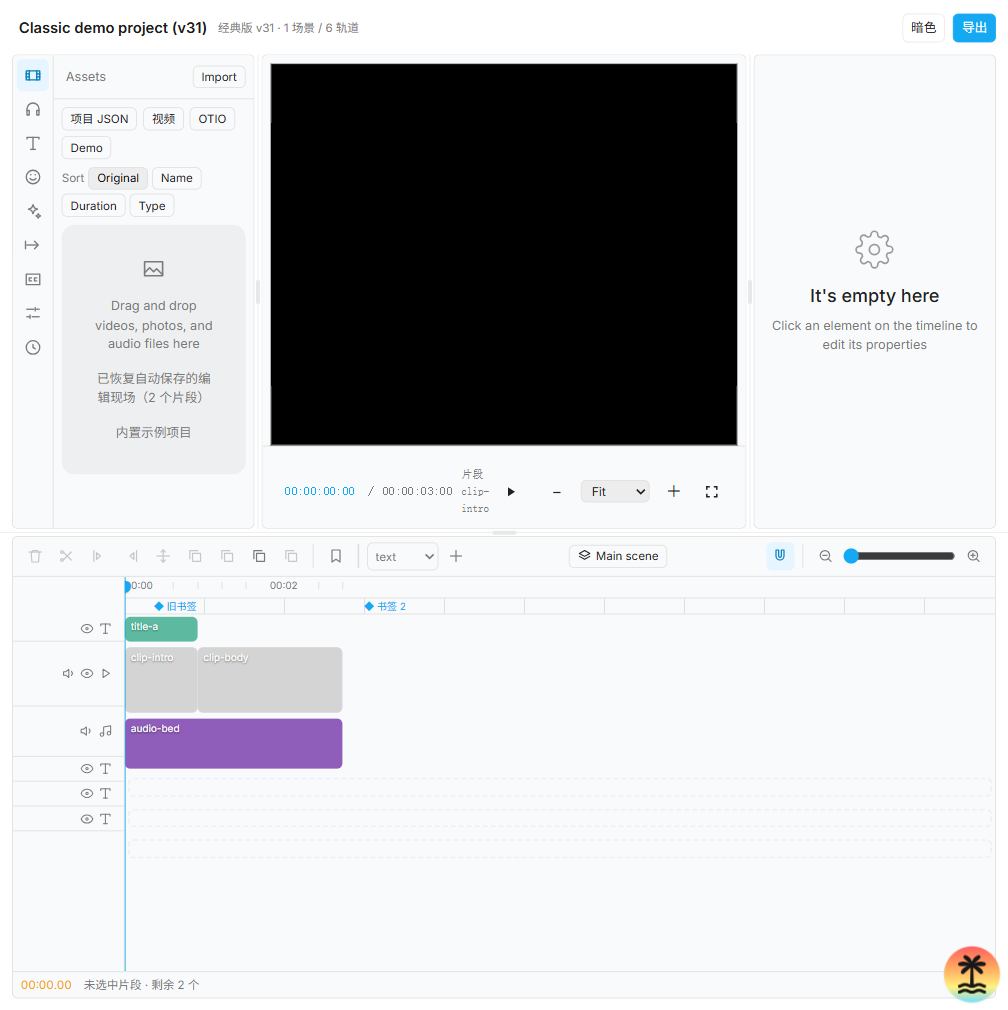 Classic demo project (v31) 经典版 v31 · 1 场景 / 6 轨道 暗色 导出
Assets Import
项目 JSON 视频 OTIO
Demo
Sort Original Name
Duration Type
Drag and drop
videos, photos, and
audio files here
已恢复自动保存的编
辑现场（2 个片段）
内置示例项目
00:00:00:00 / 00:00:03:00
片段
clip-
intro
Fit
It's empty here
Click an element on the timeline to
edit its properties
text Main scene
0:00 00:02
旧书签 书签 2
title-a
clip-intro clip-body
audio-bed
00:00.00 未选中片段 · 剩余 2 个